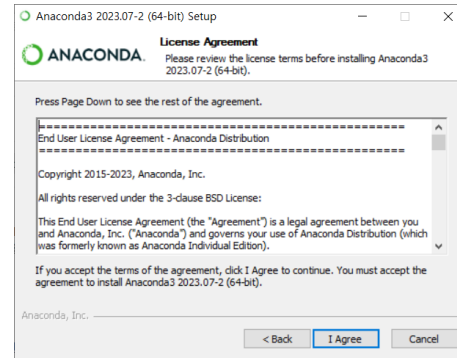 Anaconda3 2023.07-2 (64-bit) Setup
ANACONDA.
License Agreement
Please review the license terms before installing Anaconda3
2023.07-2 (64-bit).
Press Page Down to see the rest of the agreement.
====================================================
End User License Agreement - Anaconda Distribution
====================================================
Copyright 2015-2023, Anaconda, Inc.
All rights reserved under the 3-clause BSD License:
This End User License Agreement (the "Agreement") is a legal agreement between you
and Anaconda, Inc. ("Anaconda") and governs your use of Anaconda Distribution (which
was formerly known as Anaconda Individual Edition).
If you accept the terms of the agreement, click I Agree to continue. You must accept the
agreement to install Anaconda3 2023.07-2 (64-bit).
Anaconda, Inc.
< Back I Agree Cancel